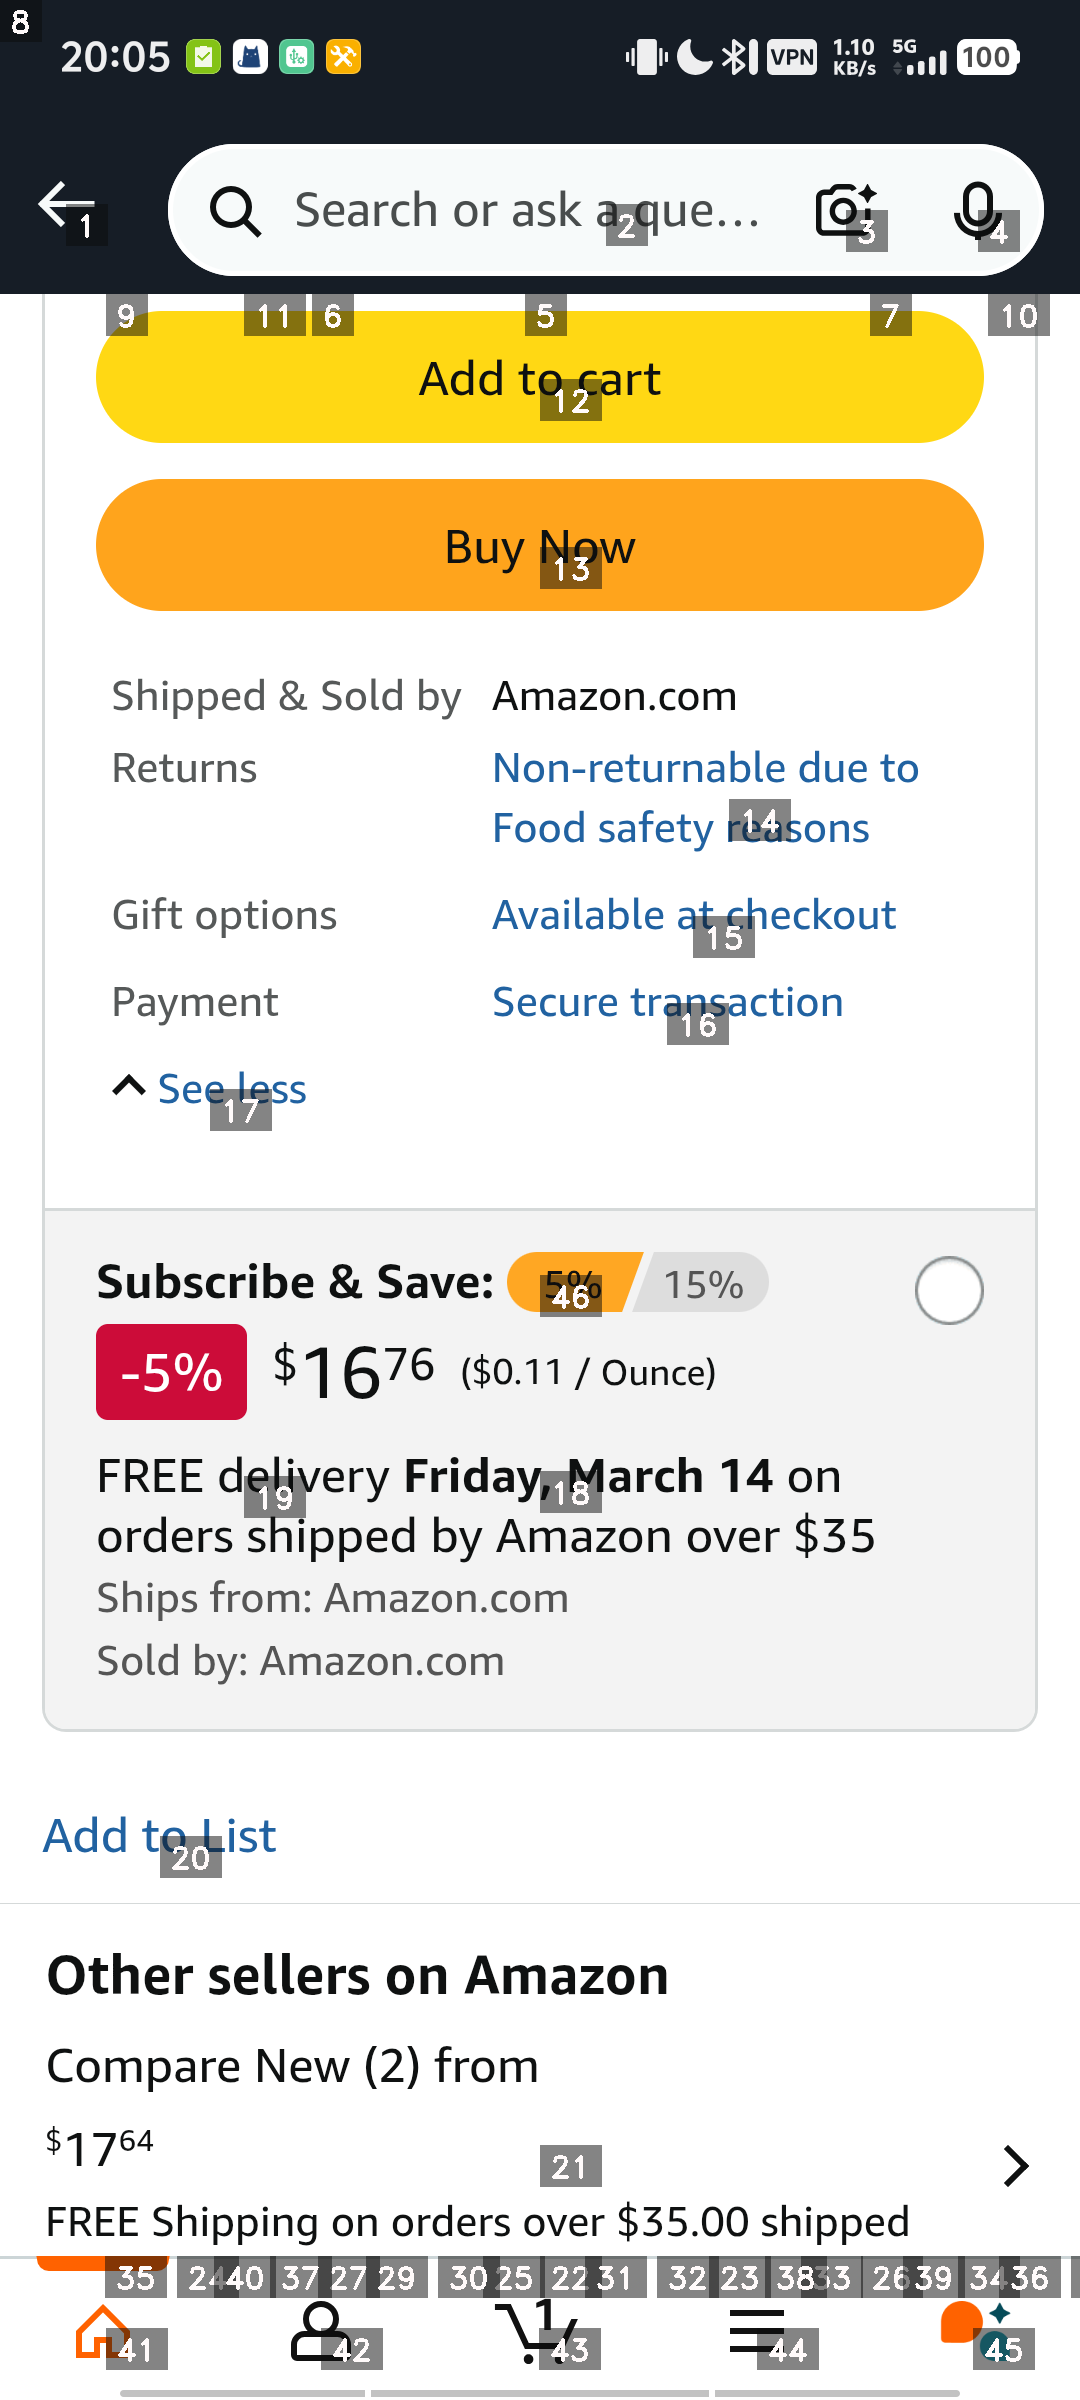 8
20:05
VPN
1.10
KB/s
5G
100
1
Search or ask a que...
2
3
4
9
11
6
5
7
10
Add to cart
12
Buy Now
13
Shipped & Sold by Amazon.com
Returns Non-returnable due to
Food safety reasons
14
Gift options Available at checkout
15
Payment Secure transaction
16
See less
17
Subscribe & Save: 5% 15%
46
-5% $16 76 ($0.11 / Ounce)
FREE delivery Friday, March 14 on
19
18
orders shipped by Amazon over $35
Ships from: Amazon.com
Sold by: Amazon.com
Add to List
20
Other sellers on Amazon
Compare New (2) from
$17 64
21
FREE Shipping on orders over $35.00 shipped
35 24 40 37 27 29 30 25 22 31 32 23 38 33 26 39 34 36
1
41 42 43 44 45